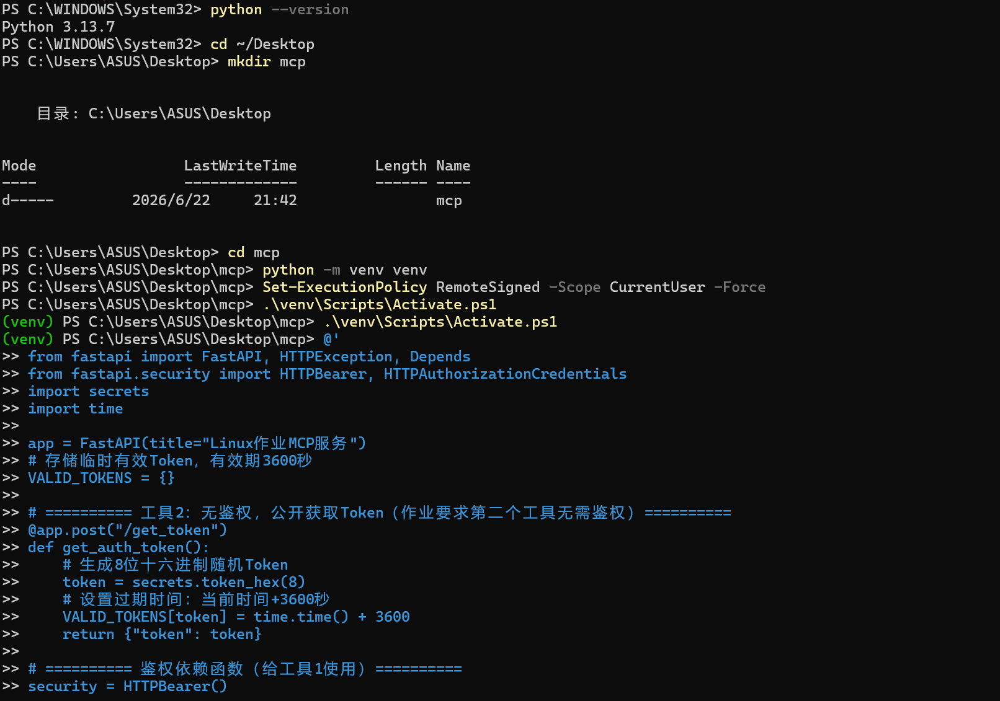 PS C:\WINDOWS\System32> python --version
Python 3.13.7
PS C:\WINDOWS\System32> cd ~/Desktop
PS C:\Users\ASUS\Desktop> mkdir mcp
目录: C:\Users\ASUS\Desktop
Mode                 LastWriteTime         Length Name
----                 -------------         ------ ----
d-----         2026/6/22     21:42                mcp
PS C:\Users\ASUS\Desktop> cd mcp
PS C:\Users\ASUS\Desktop\mcp> python -m venv venv
PS C:\Users\ASUS\Desktop\mcp> Set-ExecutionPolicy RemoteSigned -Scope CurrentUser -Force
PS C:\Users\ASUS\Desktop\mcp> .\venv\Scripts\Activate.ps1
(venv) PS C:\Users\ASUS\Desktop\mcp> .\venv\Scripts\Activate.ps1
(venv) PS C:\Users\ASUS\Desktop\mcp> @'
>> from fastapi import FastAPI, HTTPException, Depends
>> from fastapi.security import HTTPBearer, HTTPAuthorizationCredentials
>> import secrets
>> import time
>>
>> app = FastAPI(title="Linux作业MCP服务")
>> # 存储临时有效Token，有效期3600秒
>> VALID_TOKENS = {}
>>
>> # ========== 工具2：无鉴权，公开获取Token（作业要求第二个工具无需鉴权）==========
>> @app.post("/get_token")
>> def get_auth_token():
>>     # 生成8位十六进制随机Token
>>     token = secrets.token_hex(8)
>>     # 设置过期时间：当前时间+3600秒
>>     VALID_TOKENS[token] = time.time() + 3600
>>     return {"token": token}
>>
>> # ========== 鉴权依赖函数（给工具1使用）==========
>> security = HTTPBearer()